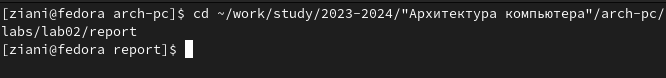 [ziani@fedora arch-pc]$ cd ~/work/study/2023-2024/"Архитектура компьютера"/arch-pc/
labs/lab02/report
[ziani@fedora report]$